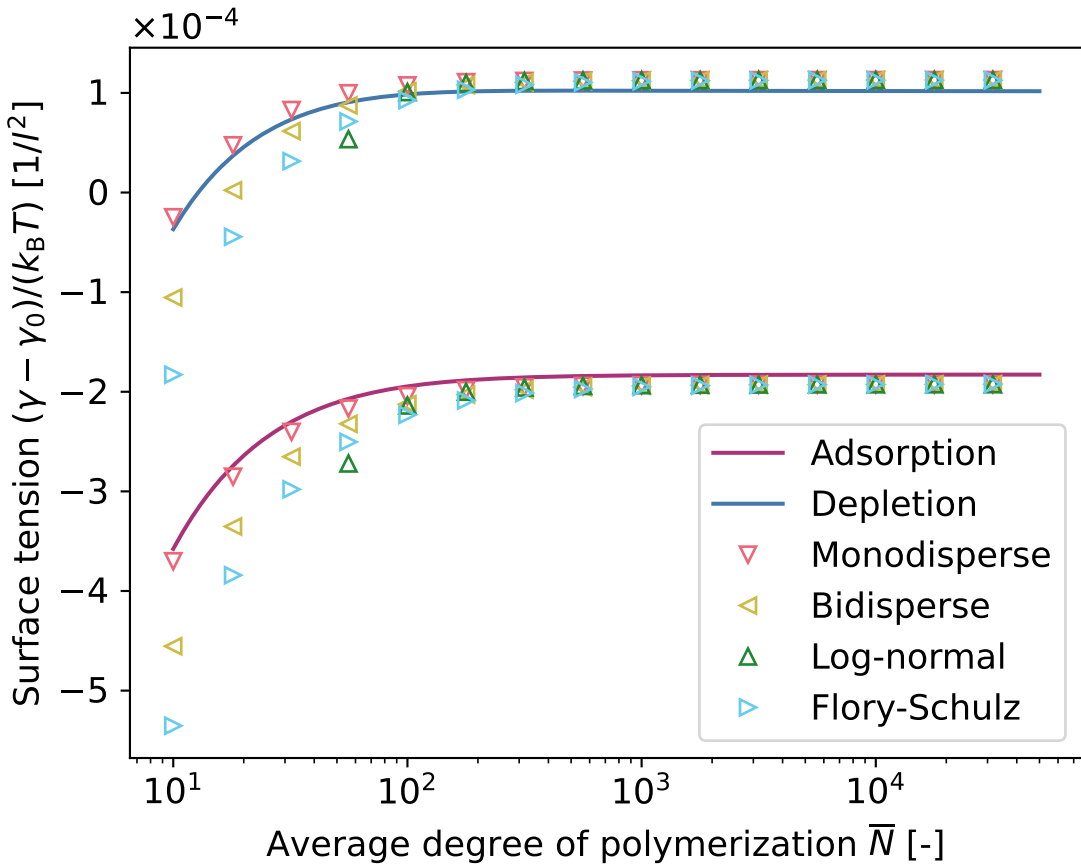 ×10⁻⁴
Surface tension (γ − γ₀)/(k_B T) [1/l²]
1
0
−1
−2
−3
−4
−5
Adsorption
Depletion
Monodisperse
Bidisperse
Log-normal
Flory-Schulz
10¹
10²
10³
10⁴
Average degree of polymerization N̅ [-]